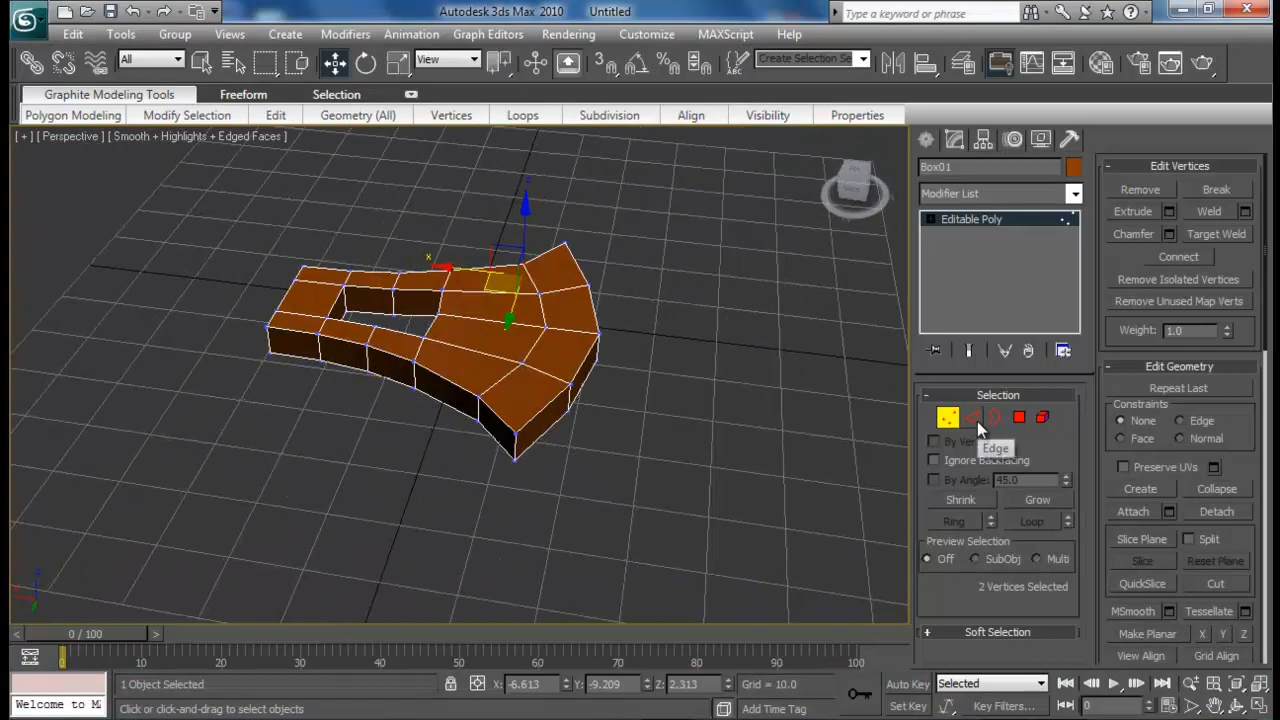 Autodesk 3ds Max 2010 Untitled
Type a keyword or phrase
Edit Tools Group Views Create Modifiers Animation Graph Editors Rendering Customize MAXScript Help
All View Create Selection Se
Graphite Modeling Tools Freeform Selection
Polygon Modeling Modify Selection Edit Geometry (All) Vertices Loops Subdivision Align Visibility Properties
[ + ] [ Perspective ] [ Smooth + Highlights + Edged Faces ]
z
x
Box01
Modifier List
Editable Poly
Selection
By Ver
Edge
Ignore Backfacing
By Angle: 45.0
Shrink Grow
Ring Loop
Preview Selection
Off SubObj Multi
2 Vertices Selected
Soft Selection
Edit Vertices
Remove Break
Extrude Weld
Chamfer Target Weld
Connect
Remove Isolated Vertices
Remove Unused Map Verts
Weight: 1.0
Edit Geometry
Repeat Last
Constraints
None Edge
Face Normal
Preserve UVs
Create Collapse
Attach Detach
Slice Plane Split
Slice Reset Plane
QuickSlice Cut
MSmooth Tessellate
Make Planar X Y Z
View Align Grid Align
0 / 100
0 10 20 30 40 50 60 70 80 90 100
1 Object Selected X: -6.613 Y: -9.209 Z: 2.313 Grid = 10.0 Auto Key Selected
Welcome to MA Click or click-and-drag to select objects Add Time Tag Set Key Key Filters... 0